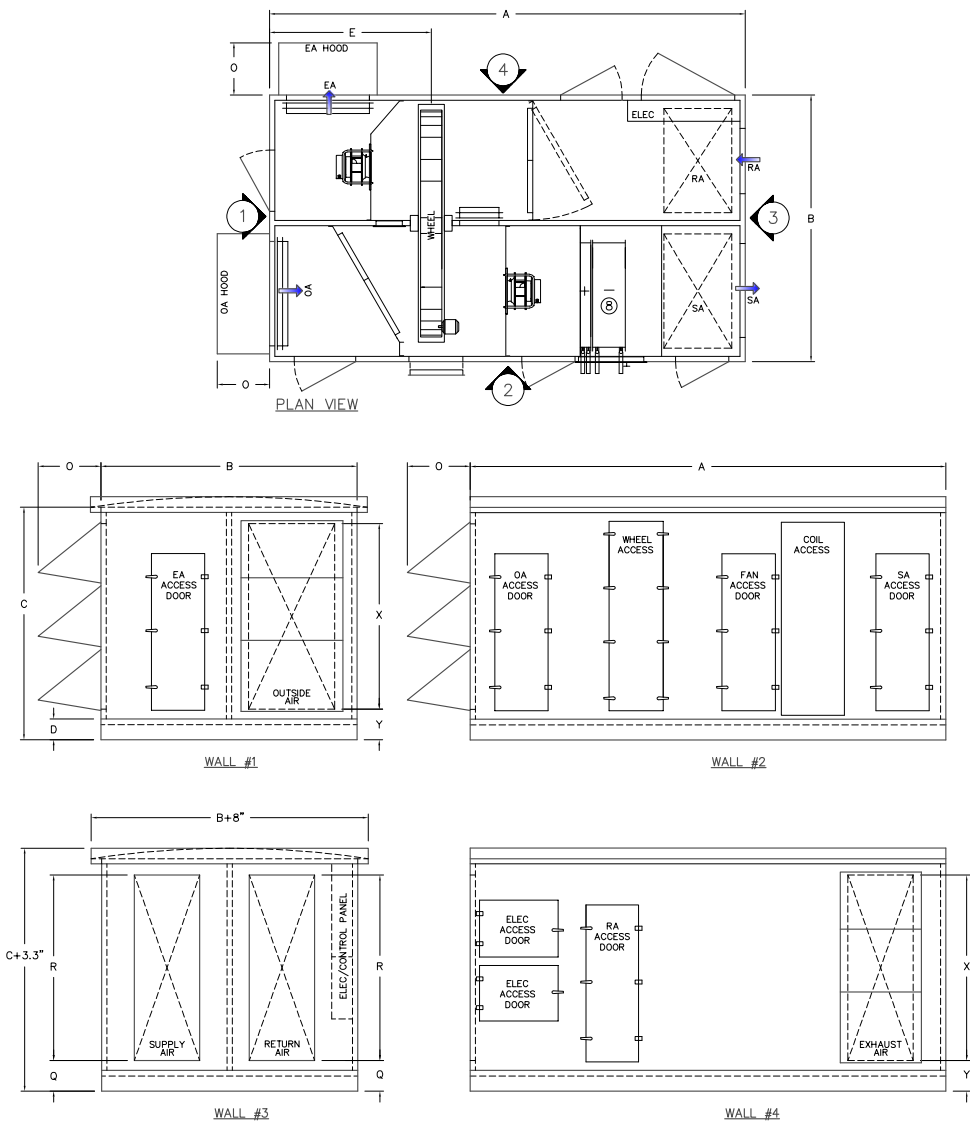 A
E
EA HOOD
O
EA
4
ELEC
RA
RA
B
1
3
WHEEL
OA HOOD
OA
8
SA
SA
O
2
PLAN VIEW
O
B
O
A
C
D
EA
ACCESS
DOOR
OUTSIDE
AIR
X
Y
WALL #1
OA
ACCESS
DOOR
WHEEL
ACCESS
FAN
ACCESS
DOOR
COIL
ACCESS
SA
ACCESS
DOOR
WALL #2
B+8"
C+3.3"
R
Q
SUPPLY
AIR
RETURN
AIR
ELEC/CONTROL PANEL
R
Q
WALL #3
ELEC
ACCESS
DOOR
ELEC
ACCESS
DOOR
RA
ACCESS
DOOR
EXHAUST
AIR
X
Y
WALL #4